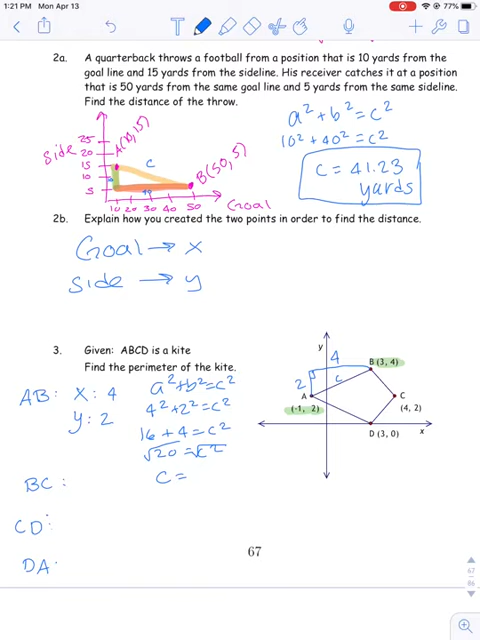 1:21 PM Mon Apr 13
77%
2a. A quarterback throws a football from a position that is 10 yards from the
goal line and 15 yards from the sideline. His receiver catches it at a position
that is 50 yards from the same goal line and 5 yards from the same sideline.
Find the distance of the throw.
a² + b² = c²
10² + 40² = c²
C = 41.23
yards
Side
25
20
15
10
5
A(10,15)
C
B(50,5)
10 20 30 40 50
Goal
2b. Explain how you created the two points in order to find the distance.
Goal → x
side → y
3. Given: ABCD is a kite
Find the perimeter of the kite.
AB: x: 4
y: 2
a² + b² = c²
4² + 2² = c²
16 + 4 = c²
√20 = √c²
C =
BC:
CD:
DA:
y
4
B (3, 4)
2
C
A
(-1, 2)
C
(4, 2)
D (3, 0)
x
67
67
86